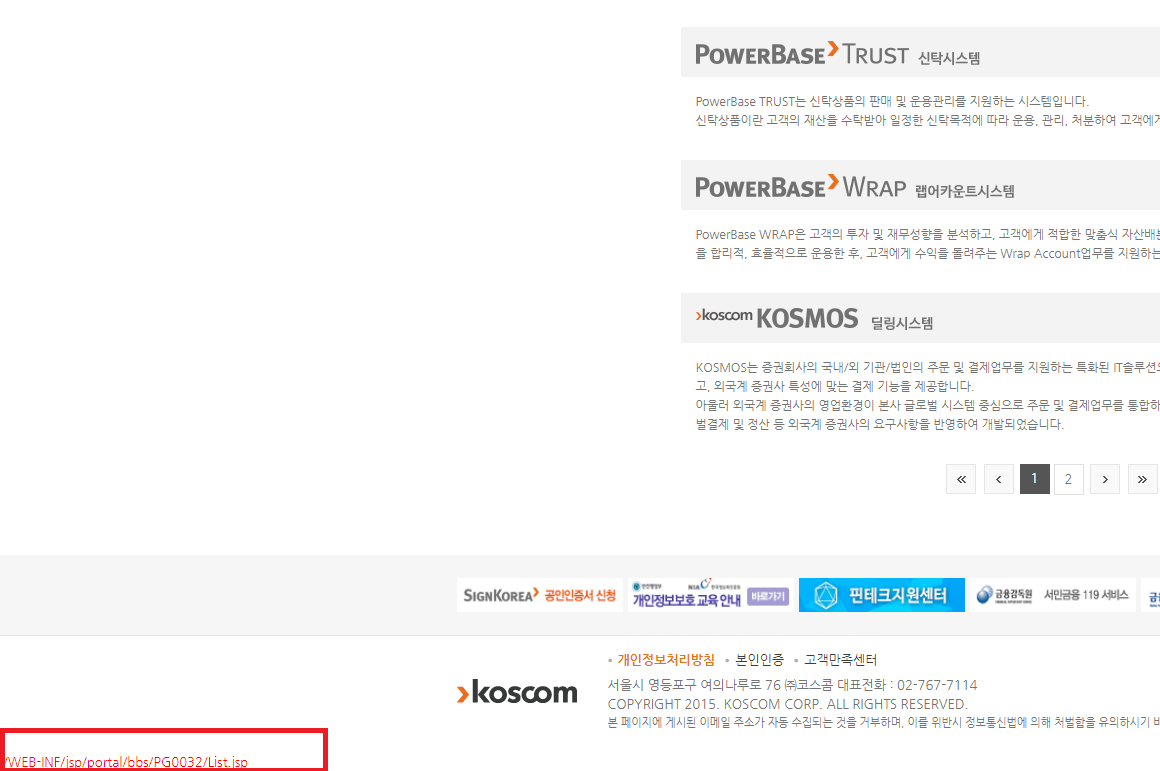 POWERBASE TRUST 신탁시스템
PowerBase TRUST는 신탁상품의 판매 및 운용관리를 지원하는 시스템입니다.
신탁상품이란 고객의 재산을 수탁받아 일정한 신탁목적에 따라 운용, 관리, 처분하여 고객에게
POWERBASE WRAP 랩어카운트시스템
PowerBase WRAP은 고객의 투자 및 재무성향을 분석하고, 고객에게 적합한 맞춤식 자산배분
을 합리적, 효율적으로 운용한 후, 고객에게 수익을 돌려주는 Wrap Account업무를 지원하는
koscom KOSMOS 딜링시스템
KOSMOS는 증권회사의 국내/외 기관/법인의 주문 및 결제업무를 지원하는 특화된 IT솔루션으
고, 외국계 증권사 특성에 맞는 결제 기능을 제공합니다.
아울러 외국계 증권사의 영업환경이 본사 글로벌 시스템 중심으로 주문 및 결제업무를 통합하
벌결제 및 정산 등 외국계 증권사의 요구사항을 반영하여 개발되었습니다.
« ‹ 1 2 › »
SIGNKOREA 공인인증서 신청
NIA
개인정보보호 교육 안내 바로가기
핀테크지원센터
금융감독원 서민금융 119 서비스
• 개인정보처리방침 • 본인인증 • 고객만족센터
koscom
서울시 영등포구 여의나루로 76 ㈜코스콤 대표전화 : 02-767-7114
COPYRIGHT 2015. KOSCOM CORP. ALL RIGHTS RESERVED.
본 페이지에 게시된 이메일 주소가 자동 수집되는 것을 거부하며, 이를 위반시 정보통신법에 의해 처벌함을 유의하시기 바
/WEB-INF/jsp/portal/bbs/PG0032/List.jsp